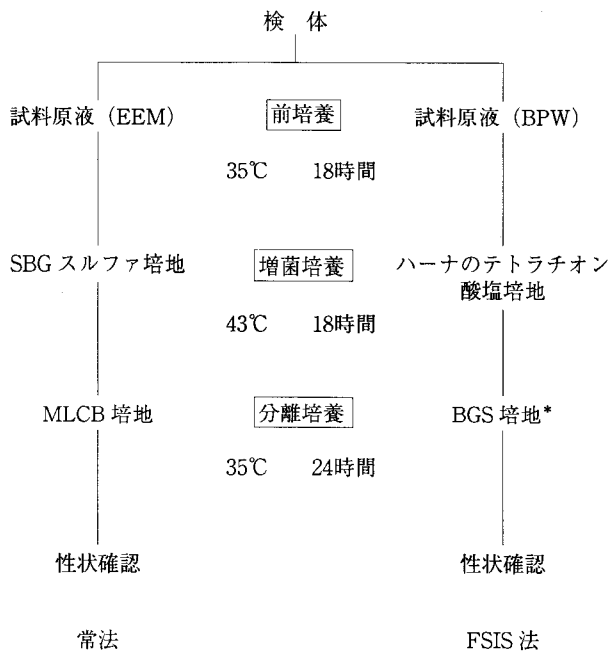 検 体
試料原液(EEM) 前培養 試料原液(BPW)
35℃ 18時間
SBG スルファ培地 増菌培養 ハーナのテトラチオン
酸塩培地
43℃ 18時間
MLCB 培地 分離培養 BGS 培地*
35℃ 24時間
性状確認 性状確認
常法 FSIS 法